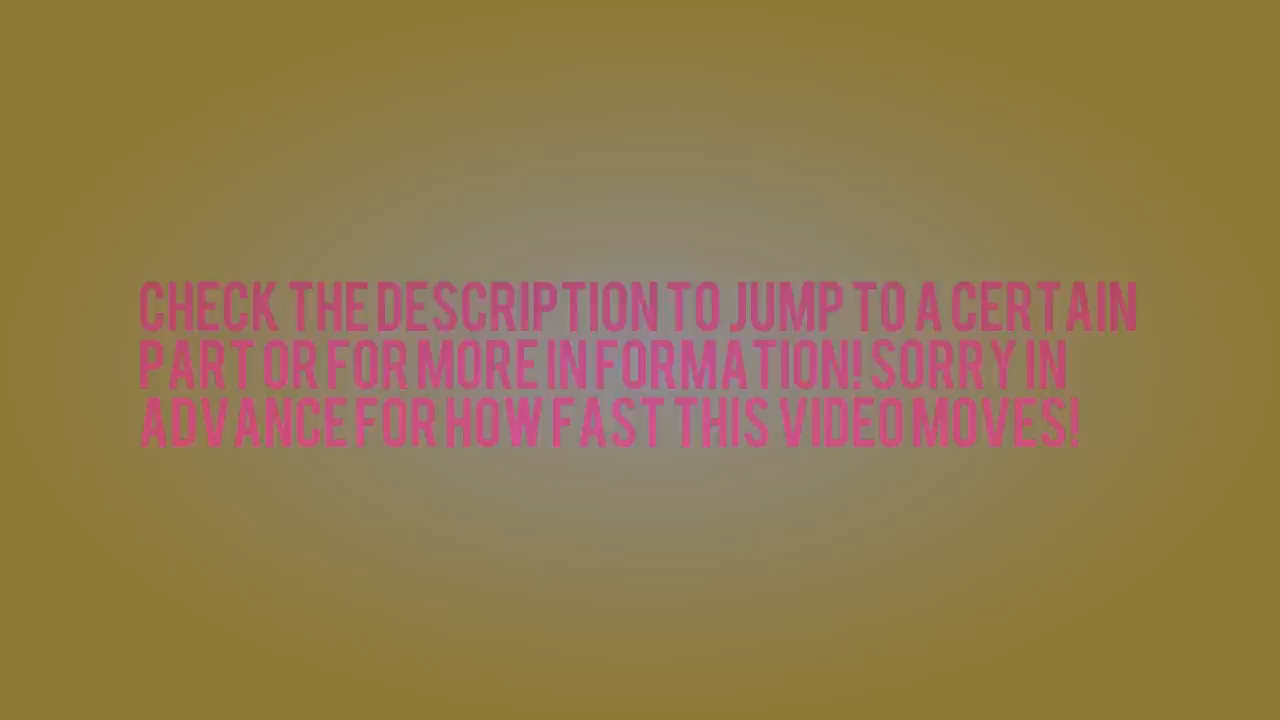 CHECK THE DESCRIPTION TO JUMP TO A CERTAIN
PART OR FOR MORE INFORMATION! SORRY IN
ADVANCE FOR HOW FAST THIS VIDEO MOVES!